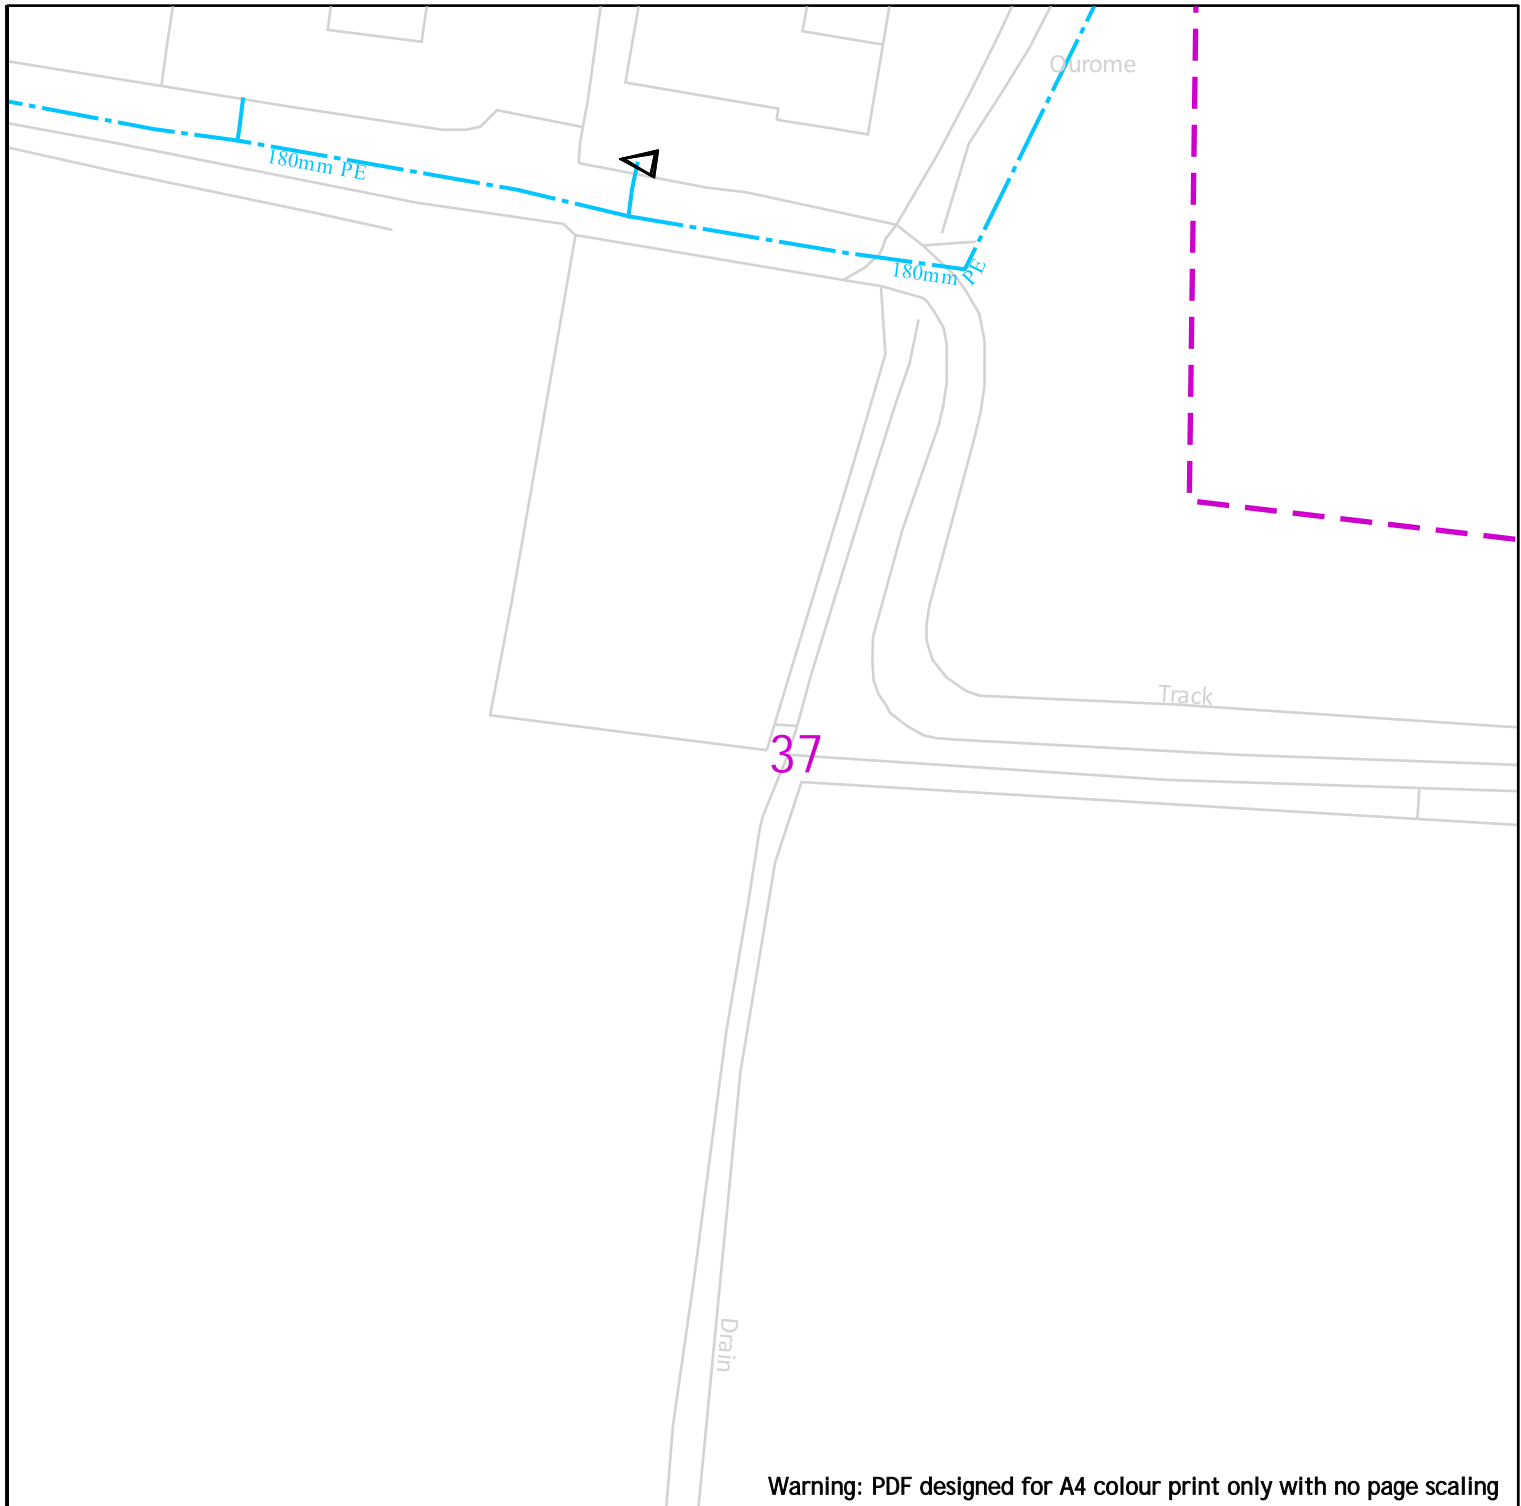 Ourome
180mm PE
180mm PE
Track
37
Drain
Warning: PDF designed for A4 colour print only with no page scaling